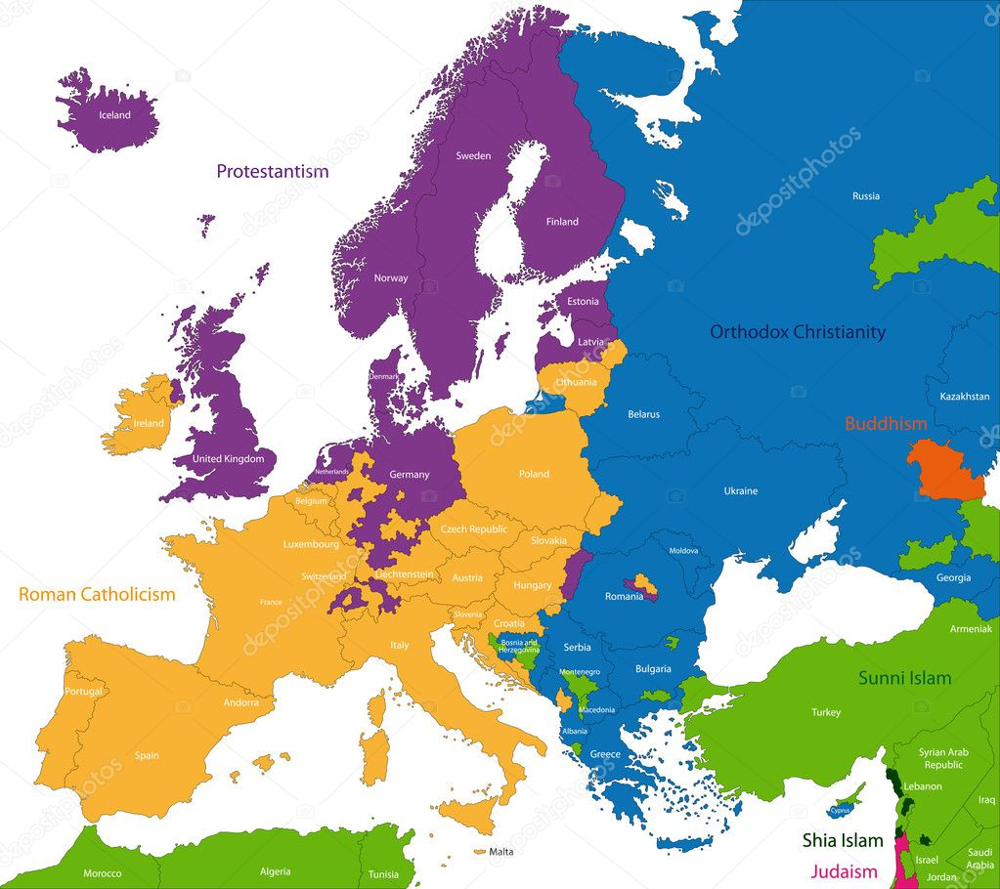 Iceland
Sweden
Protestantism
Russia
Finland
Norway
Estonia
Orthodox Christianity
Latvia
Denmark
Lithuania
Kazakhstan
Belarus
Ireland
Buddhism
United Kingdom
Netherlands
Germany
Poland
Ukraine
Belgium
Czech Republic
Luxembourg
Slovakia
Moldova
Switzerland
Liechtenstein
Austria
Georgia
Hungary
Roman Catholicism
Romania
France
Slovenia
Croatia
Armeniak
Italy
Bosnia and
Herzegovina
Serbia
Bulgaria
Montenegro
Sunni Islam
Portugal
Andorra
Macedonia
Turkey
Albania
Spain
Greece
Syrian Arab
Republic
Lebanon
Iraq
Cyprus
Shia Islam
Malta
Israel
Saudi
Arabia
Judaism
Morocco
Algeria
Tunisia
Jordan
depositphotos